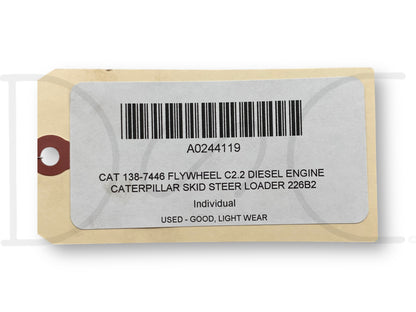 A0244119
CAT 138-7446 FLYWHEEL C2.2 DIESEL ENGINE
CATERPILLAR SKID STEER LOADER 226B2
Individual
USED - GOOD, LIGHT WEAR